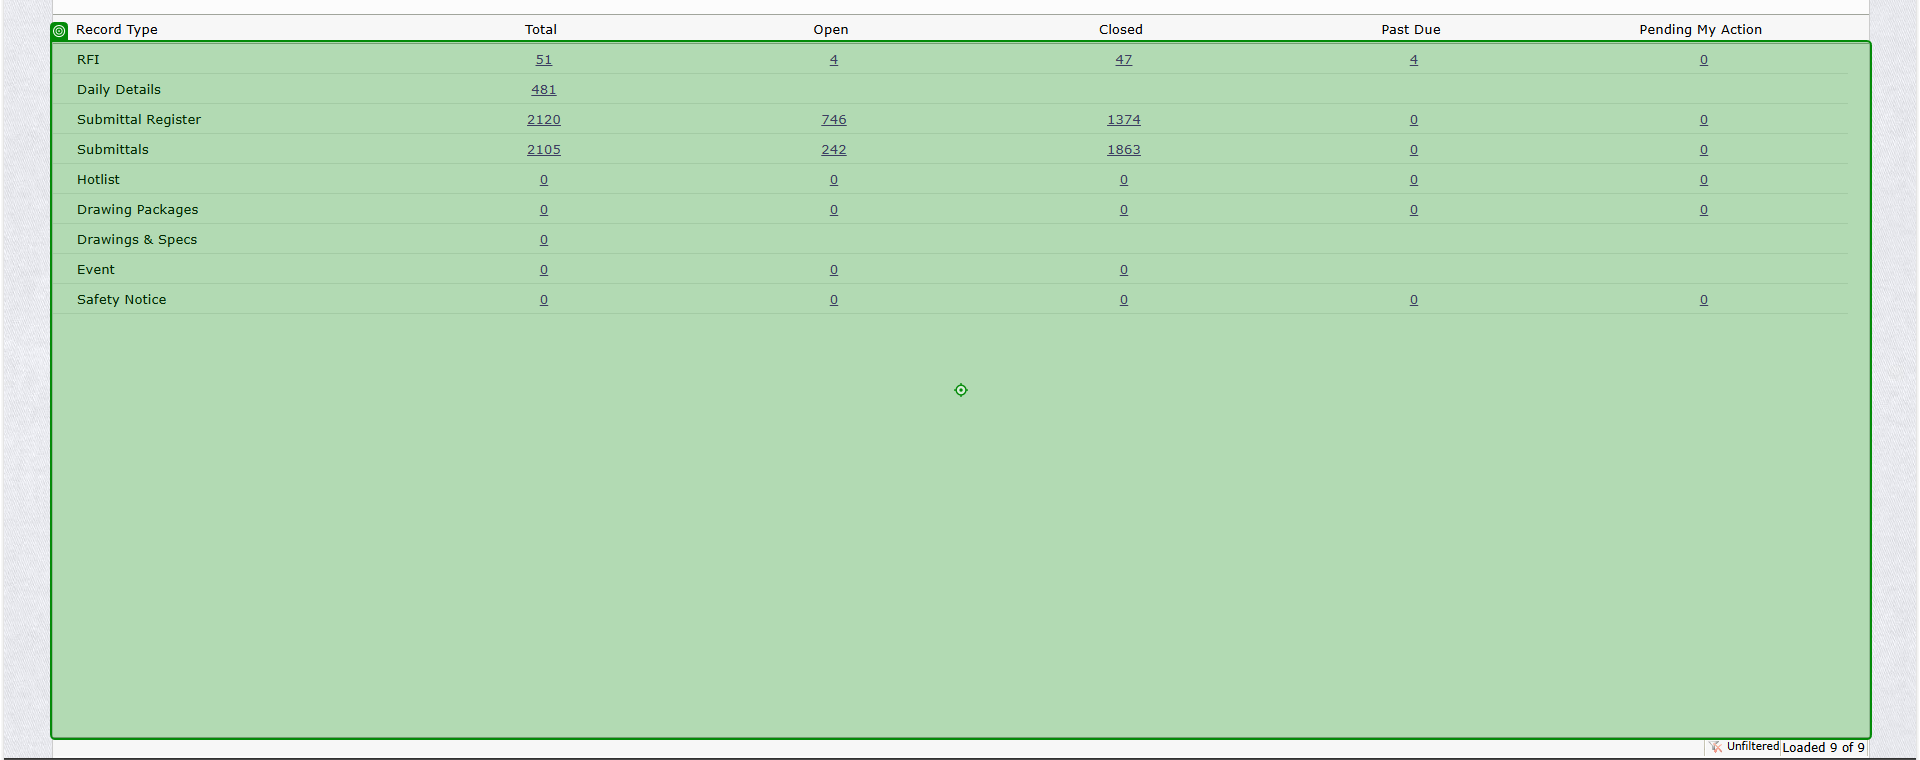 Record Type Total Open Closed Past Due Pending My Action
RFI 51 4 47 4 0
Daily Details 481
Submittal Register 2120 746 1374 0 0
Submittals 2105 242 1863 0 0
Hotlist 0 0 0 0 0
Drawing Packages 0 0 0 0 0
Drawings & Specs 0
Event 0 0 0
Safety Notice 0 0 0 0 0
Unfiltered Loaded 9 of 9